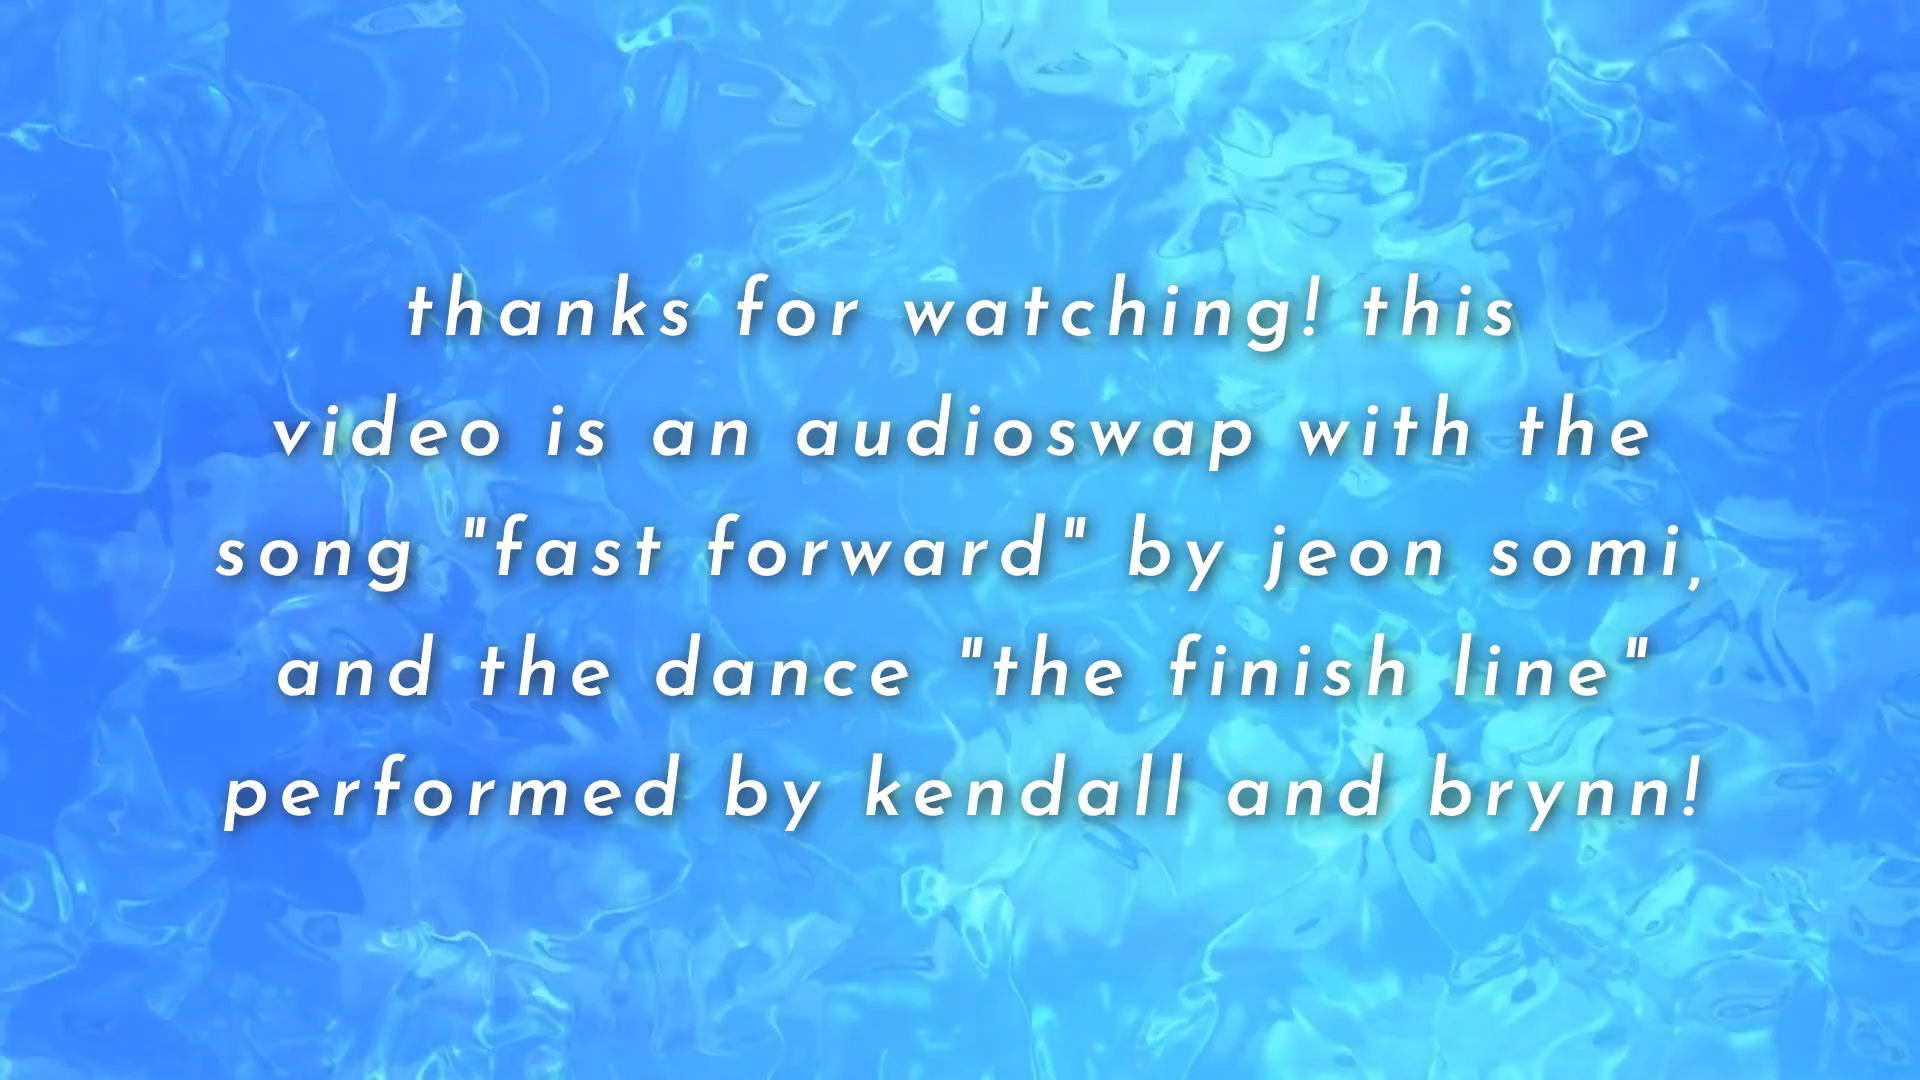 thanks for watching! this
video is an audioswap with the
song "fast forward" by jeon somi,
and the dance "the finish line"
performed by kendall and brynn!